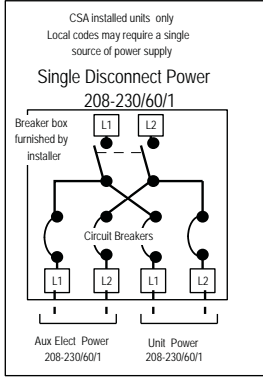 CSA installed units only
Local codes may require a single
source of power supply
Single Disconnect Power
208-230/60/1
Breaker box
furnished by
installer
L1 L2
Circuit Breakers
L1 L2 L1 L2
Aux Elect Power
208-230/60/1
Unit Power
208-230/60/1